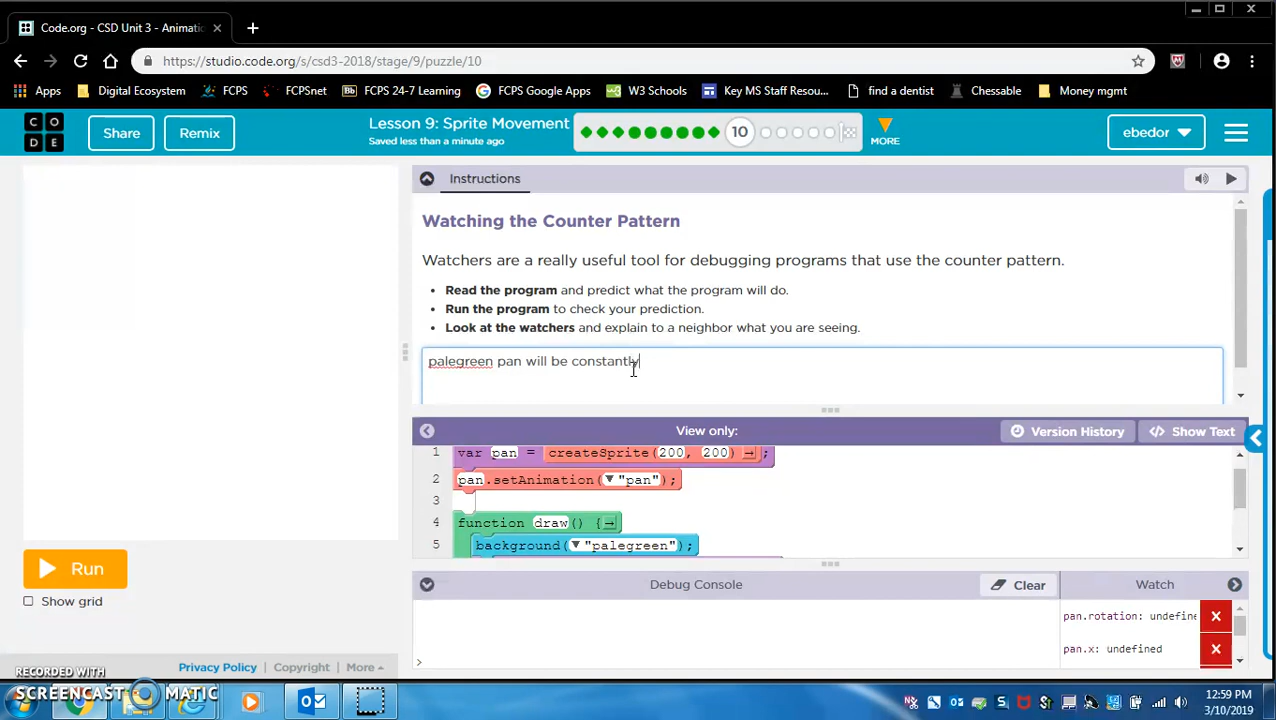 Code.org - CSD Unit 3 - Animatic
https://studio.code.org/s/csd3-2018/stage/9/puzzle/10
Apps Digital Ecosystem FCPS FCPSnet Bb FCPS 24-7 Learning FCPS Google Apps W3 Schools Key MS Staff Resou... find a dentist Chessable Money mgmt
C O D E
Share
Remix
Lesson 9: Sprite Movement
Saved less than a minute ago
10
MORE
ebedor
Instructions
Watching the Counter Pattern
Watchers are a really useful tool for debugging programs that use the counter pattern.
• Read the program and predict what the program will do.
• Run the program to check your prediction.
• Look at the watchers and explain to a neighbor what you are seeing.
palegreen pan will be constantly
View only:
Version History
</> Show Text
1 var pan = createSprite(200, 200) ;
2 pan.setAnimation( "pan");
3
4 function draw() {
5 background( "palegreen");
Run
Show grid
Debug Console
Clear
Watch
pan.rotation: undefine
pan.x: undefined
>
Privacy Policy | Copyright | More
RECORDED WITH
SCREENCAST MATIC
12:59 PM
3/10/2019